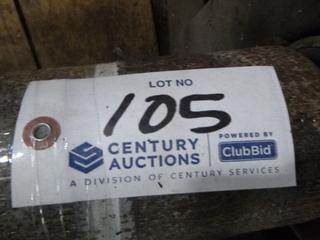 LOT NO
105
CENTURY
AUCTIONS
POWERED BY
ClubBid
A DIVISION OF CENTURY SERVICES